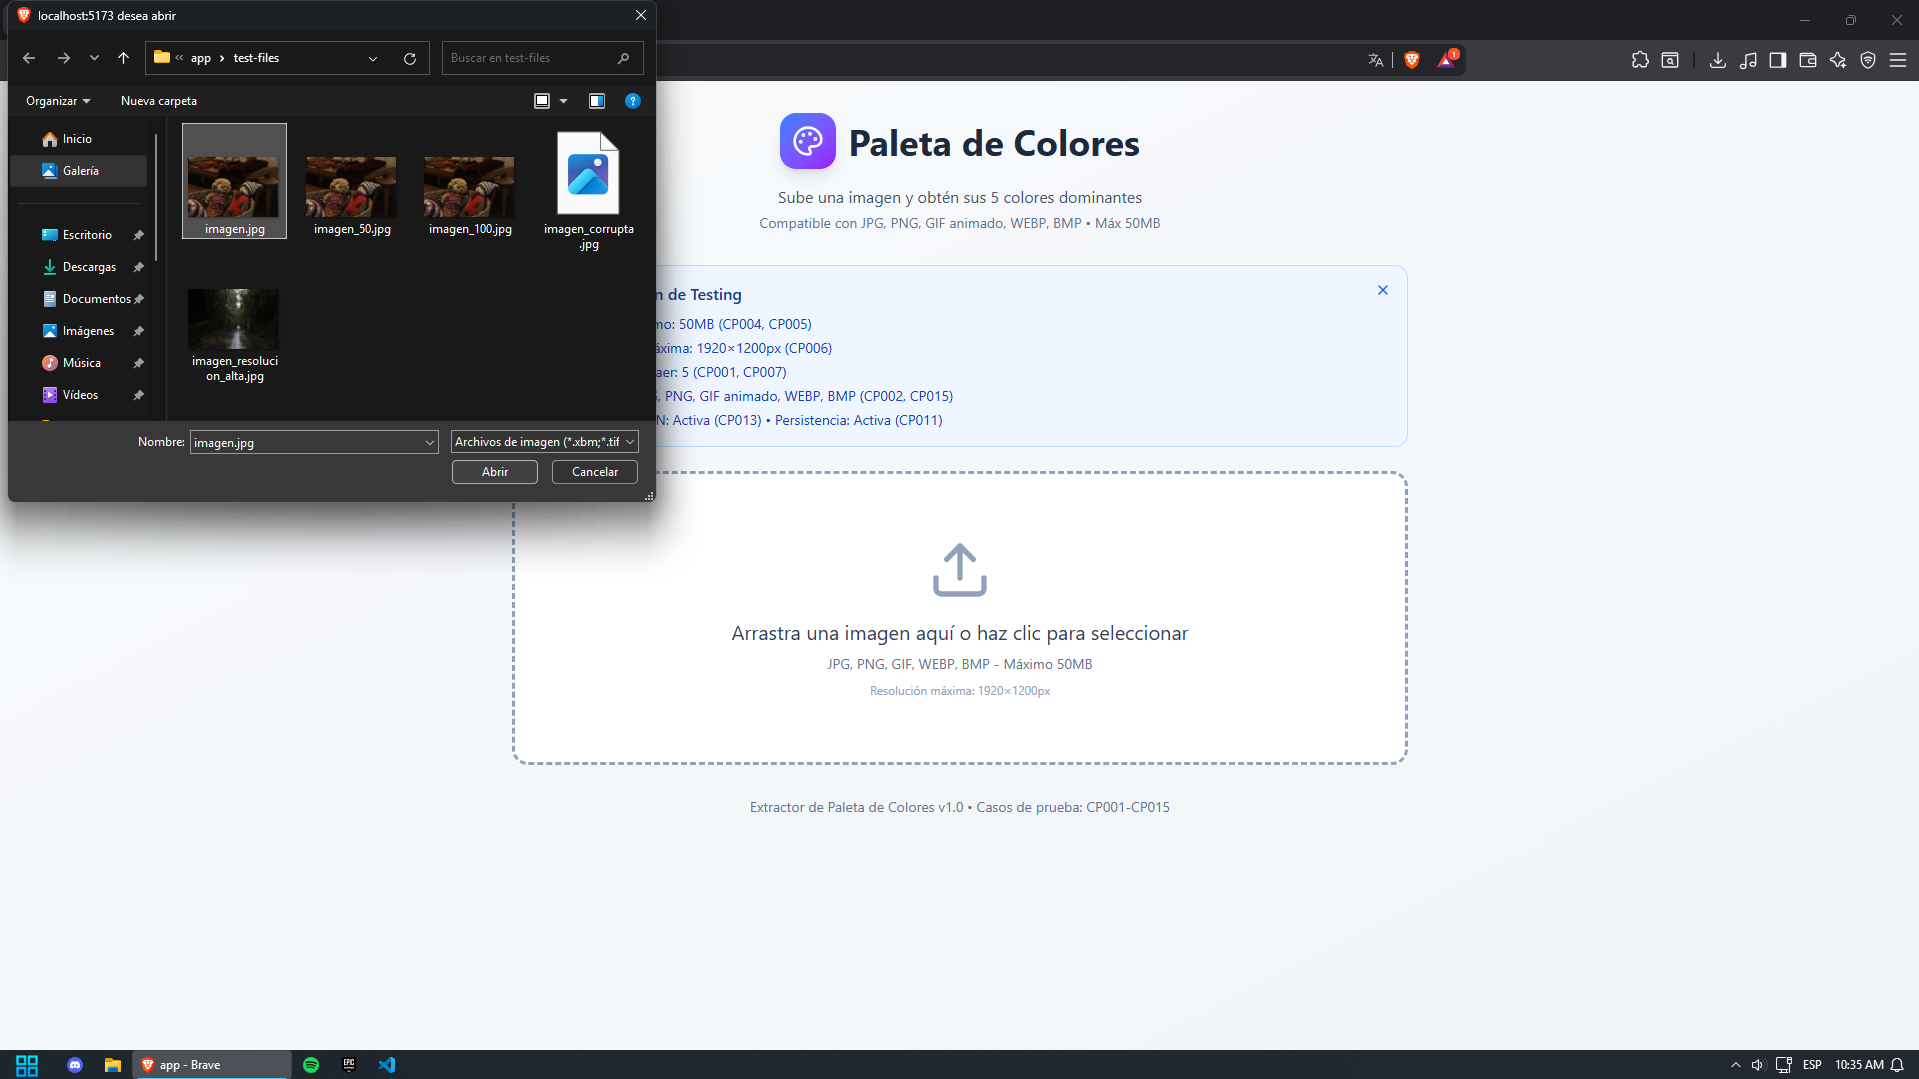 localhost:5173 desea abrir
app
test-files
Buscar en test-files
Organizar
Nueva carpeta
Inicio
Galería
Escritorio
Descargas
Documentos
Imágenes
Música
Vídeos
imagen.jpg
imagen_50.jpg
imagen_100.jpg
imagen_corrupta
.jpg
imagen_resoluci
on_alta.jpg
Nombre:
imagen.jpg
Archivos de imagen (*.xbm;*.tif
Abrir
Cancelar
1
Paleta de Colores
Sube una imagen y obtén sus 5 colores dominantes
Compatible con JPG, PNG, GIF animado, WEBP, BMP • Máx 50MB
n de Testing
mo: 50MB (CP004, CP005)
áxima: 1920×1200px (CP006)
aer: 5 (CP001, CP007)
, PNG, GIF animado, WEBP, BMP (CP002, CP015)
N: Activa (CP013) • Persistencia: Activa (CP011)
Arrastra una imagen aquí o haz clic para seleccionar
JPG, PNG, GIF, WEBP, BMP - Máximo 50MB
Resolución máxima: 1920×1200px
Extractor de Paleta de Colores v1.0 • Casos de prueba: CP001-CP015
app - Brave
EPIC
ESP
10:35 AM